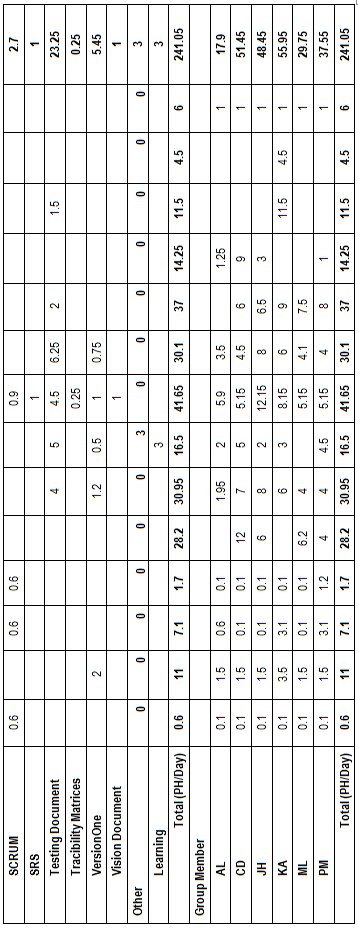 SCRUM 0.6 0.6 0.6 0.9 2.7
SRS 1 1
Testing Document 4 5 4.5 6.25 2 1.5 23.25
Tracibility Matrices 0.25 0.25
VersionOne 2 1.2 0.5 1 0.75 5.45
Vision Document 1 1
Other 0 0 0 0 0 0 3 0 0 0 0 0 0 0 3
Learning 3 3
Total (PH/Day) 0.6 11 7.1 1.7 28.2 30.95 16.5 41.65 30.1 37 14.25 11.5 4.5 6 241.05
Group Member
AL 0.1 1.5 0.6 0.1 1.95 2 5.9 3.5 1.25 1 17.9
CD 0.1 1.5 0.1 0.1 12 7 5 5.15 4.5 6 9 1 51.45
JH 0.1 1.5 0.1 0.1 6 8 2 12.15 8 6.5 3 1 48.45
KA 0.1 3.5 3.1 0.1 6 3 8.15 6 9 11.5 4.5 1 55.95
ML 0.1 1.5 0.1 0.1 6.2 4 5.15 4.1 7.5 1 29.75
PM 0.1 1.5 3.1 1.2 4 4 4.5 5.15 4 8 1 1 37.55
Total (PH/Day) 0.6 11 7.1 1.7 28.2 30.95 16.5 41.65 30.1 37 14.25 11.5 4.5 6 241.05